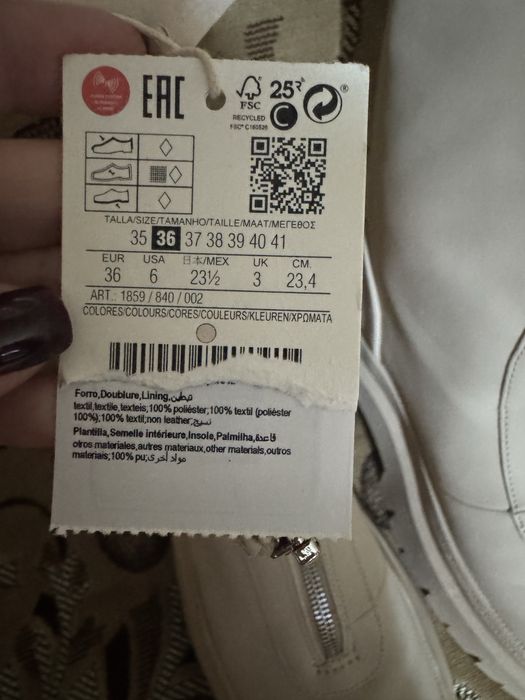 EAC
FSC
RECYCLED
FSC® C160526
25
C
®
TALLA/SIZE/TAMANHO/TAILLE/MAAT/ΜΕΓΕΘΟΣ
35 36 37 38 39 40 41
EUR USA 日本/MEX UK CM.
36 6 23½ 3 23,4
ART.: 1859 / 840 / 002
COLORES/COLOURS/CORES/COULEURS/KLEUREN/ΧΡΩΜΑΤΑ
Forro,Doublure,Lining,تبطين
textil,textile,texteis;100% poliéster;100% textil (poliéster
100%);100% textil;non leather;نسيج
Plantilla,Semelle intérieure,Insole,Palmilha,قاعدة
otros materiales,autres materiaux,other materials,outros
materiais;100% pu;مواد أخرى